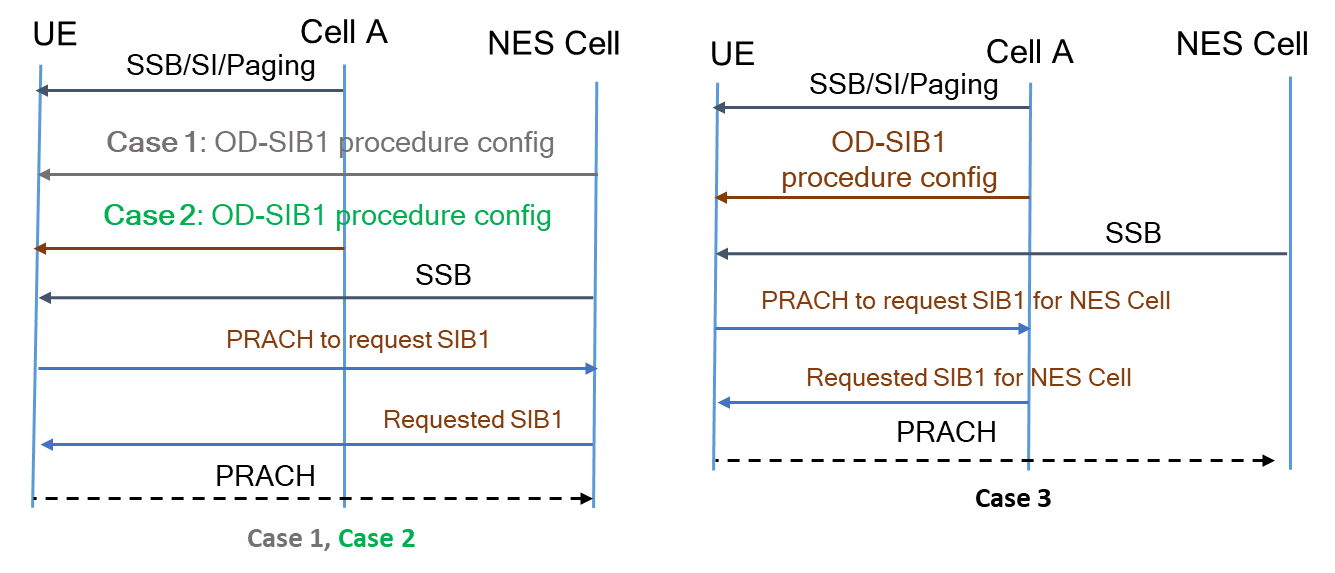 UE
Cell A
NES Cell
SSB/SI/Paging
Case 1: OD-SIB1 procedure config
Case 2: OD-SIB1 procedure config
SSB
PRACH to request SIB1
Requested SIB1
PRACH
Case 1, Case 2
UE
Cell A
NES Cell
SSB/SI/Paging
OD-SIB1
procedure config
SSB
PRACH to request SIB1 for NES Cell
Requested SIB1 for NES Cell
PRACH
Case 3